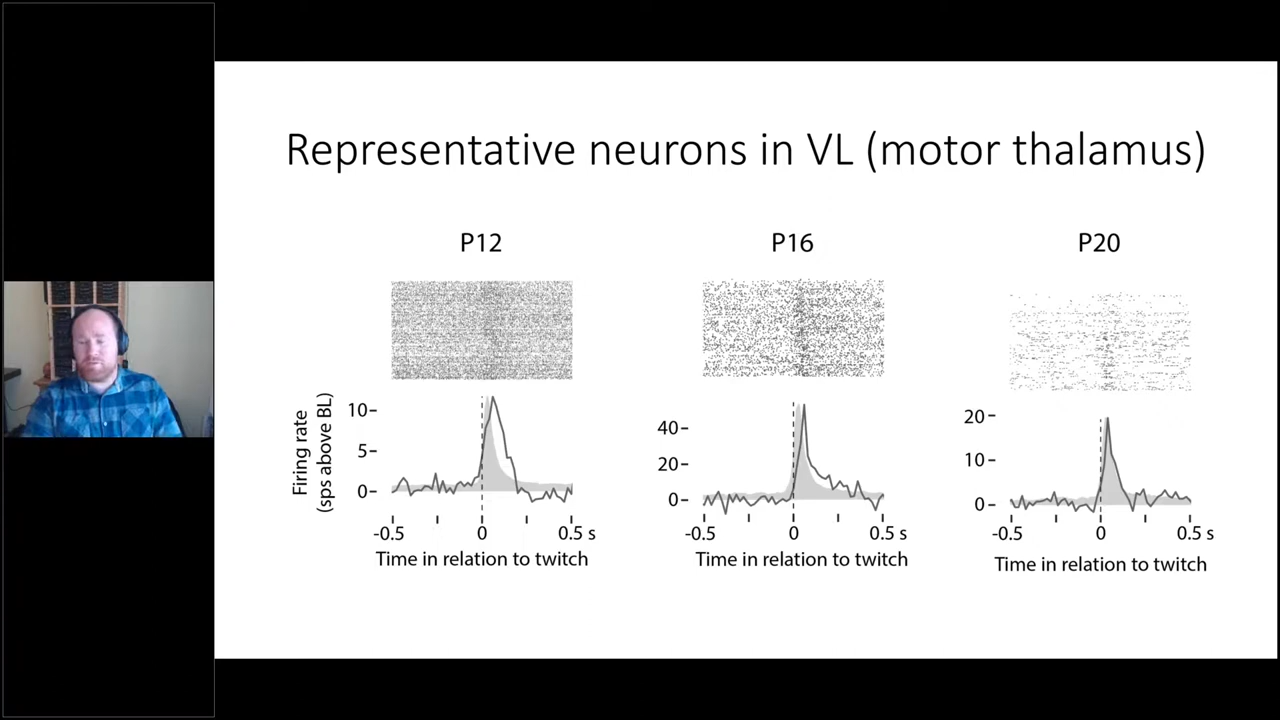 Representative neurons in VL (motor thalamus)
P12
P16
P20
Firing rate
(sps above BL)
10
5
0
-0.5
0
0.5 s
Time in relation to twitch
40
20
0
-0.5
0
0.5 s
Time in relation to twitch
20
10
0
-0.5
0
0.5 s
Time in relation to twitch